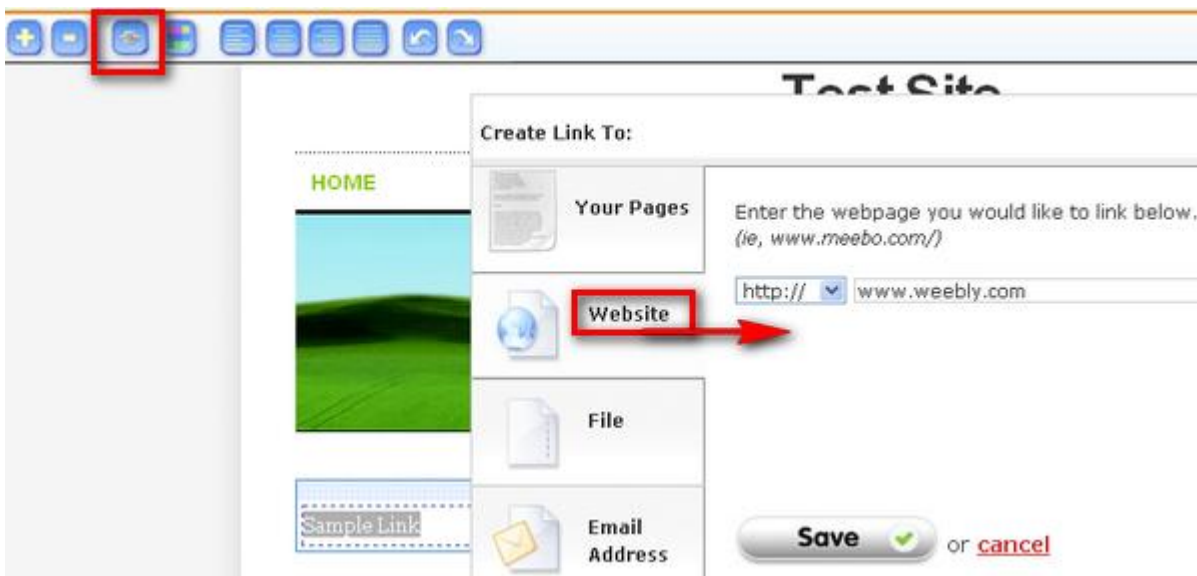 Test Site
Create Link To:
HOME
Your Pages
Enter the webpage you would like to link below.
(ie, www.meebo.com/)
http://
www.weebly.com
Website
File
Sample Link
Email
Address
Save or cancel